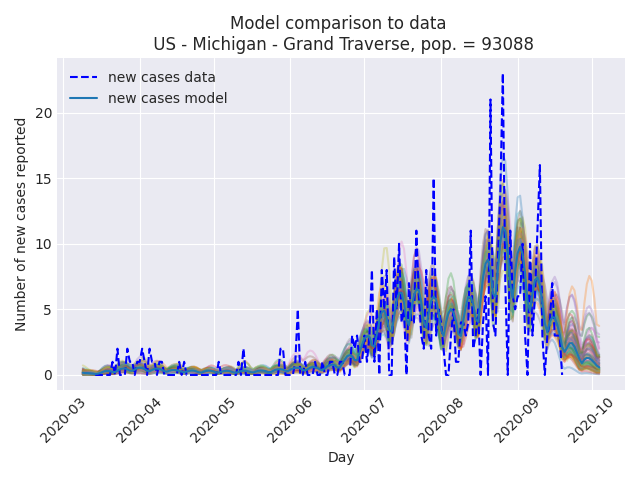 Model comparison to data
US - Michigan - Grand Traverse, pop. = 93088
new cases data
new cases model
Number of new cases reported
20
15
10
5
0
2020-03
2020-04
2020-05
2020-06
2020-07
2020-08
2020-09
2020-10
Day